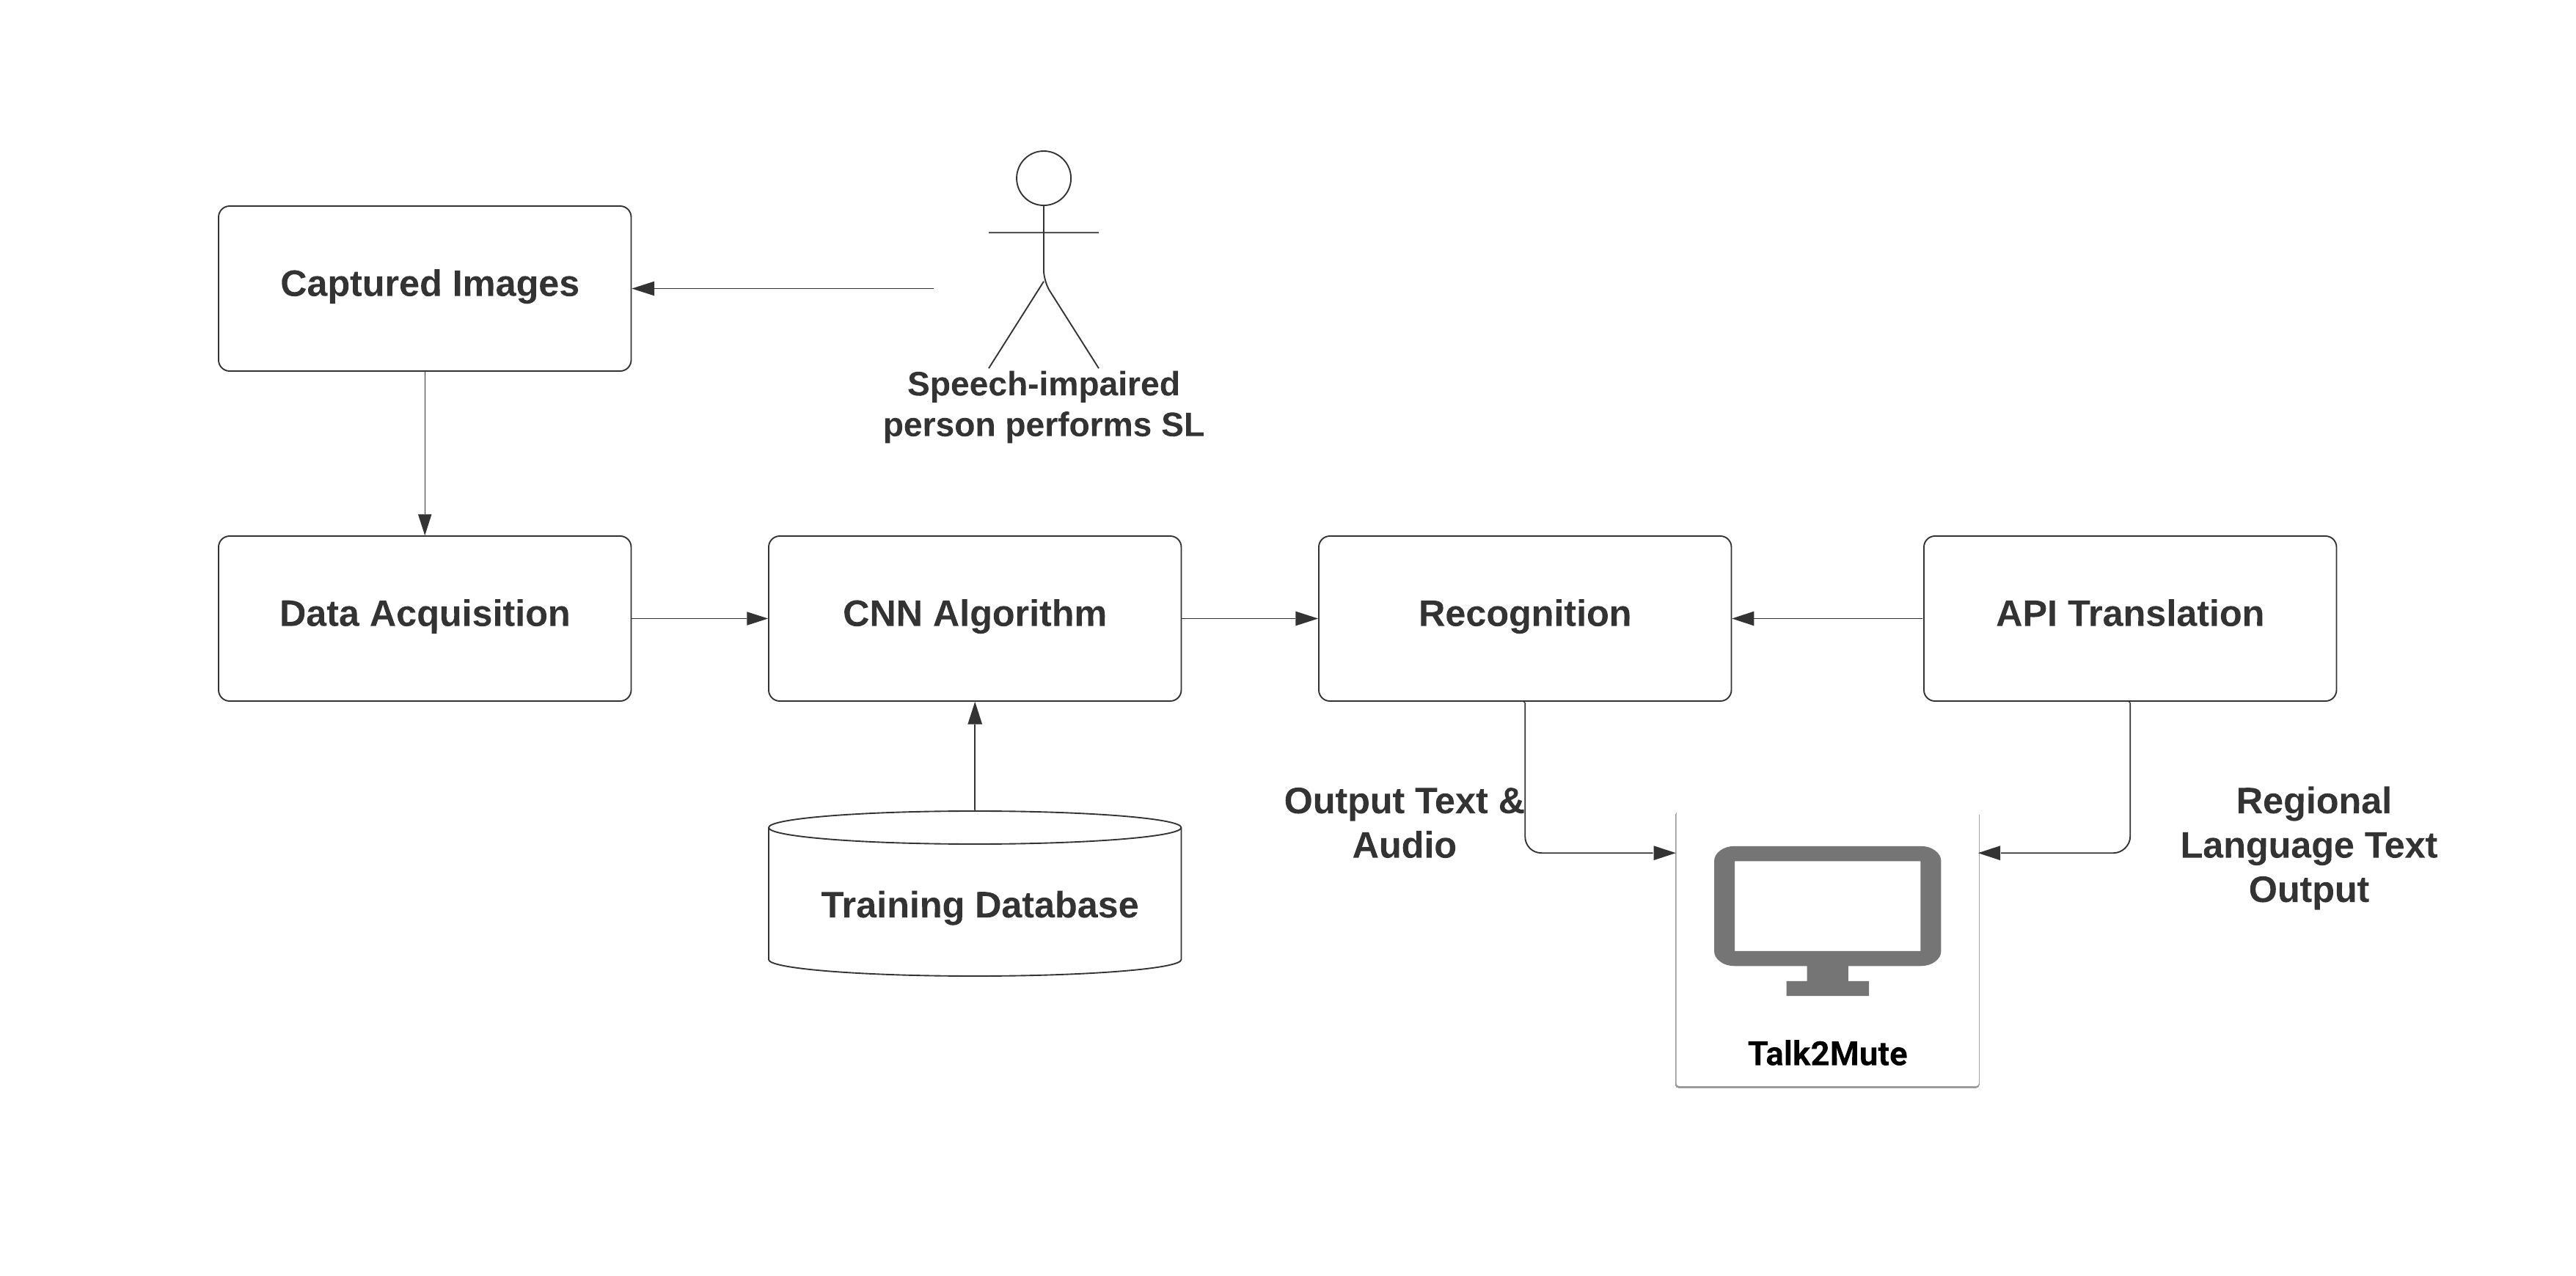 Captured Images
Speech-impaired
person performs SL
Data Acquisition
CNN Algorithm
Recognition
API Translation
Training Database
Output Text &
Audio
Regional
Language Text
Output
Talk2Mute